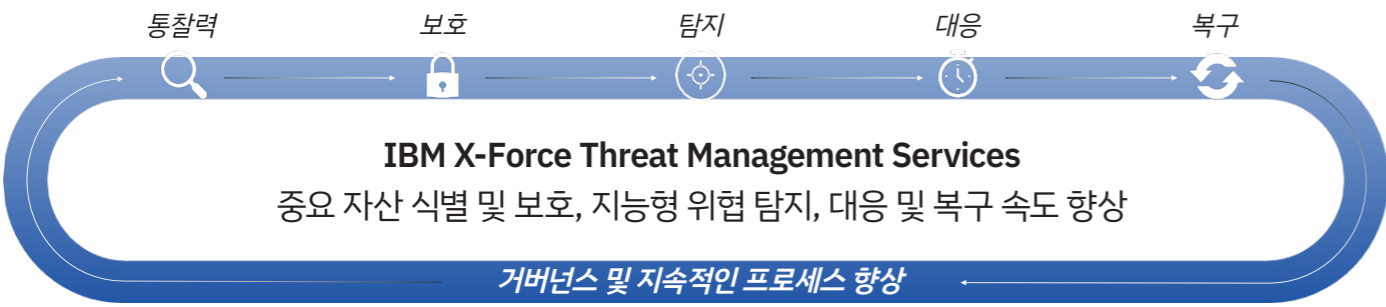 통찰력
보호
탐지
대응
복구
IBM X-Force Threat Management Services
중요 자산 식별 및 보호, 지능형 위협 탐지, 대응 및 복구 속도 향상
거버넌스 및 지속적인 프로세스 향상